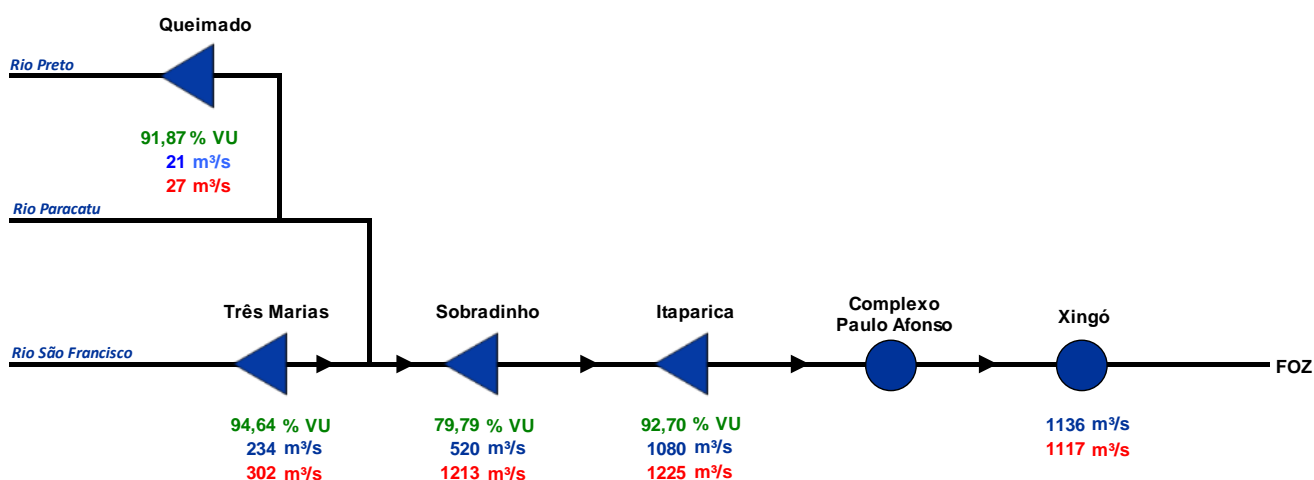 Queimado
Rio Preto
91,87 % VU
21 m³/s
27 m³/s
Rio Paracatu
Três Marias
Sobradinho
Itaparica
Complexo
Paulo Afonso
Xingó
Rio São Francisco
FOZ
94,64 % VU
234 m³/s
302 m³/s
79,79 % VU
520 m³/s
1213 m³/s
92,70 % VU
1080 m³/s
1225 m³/s
1136 m³/s
1117 m³/s